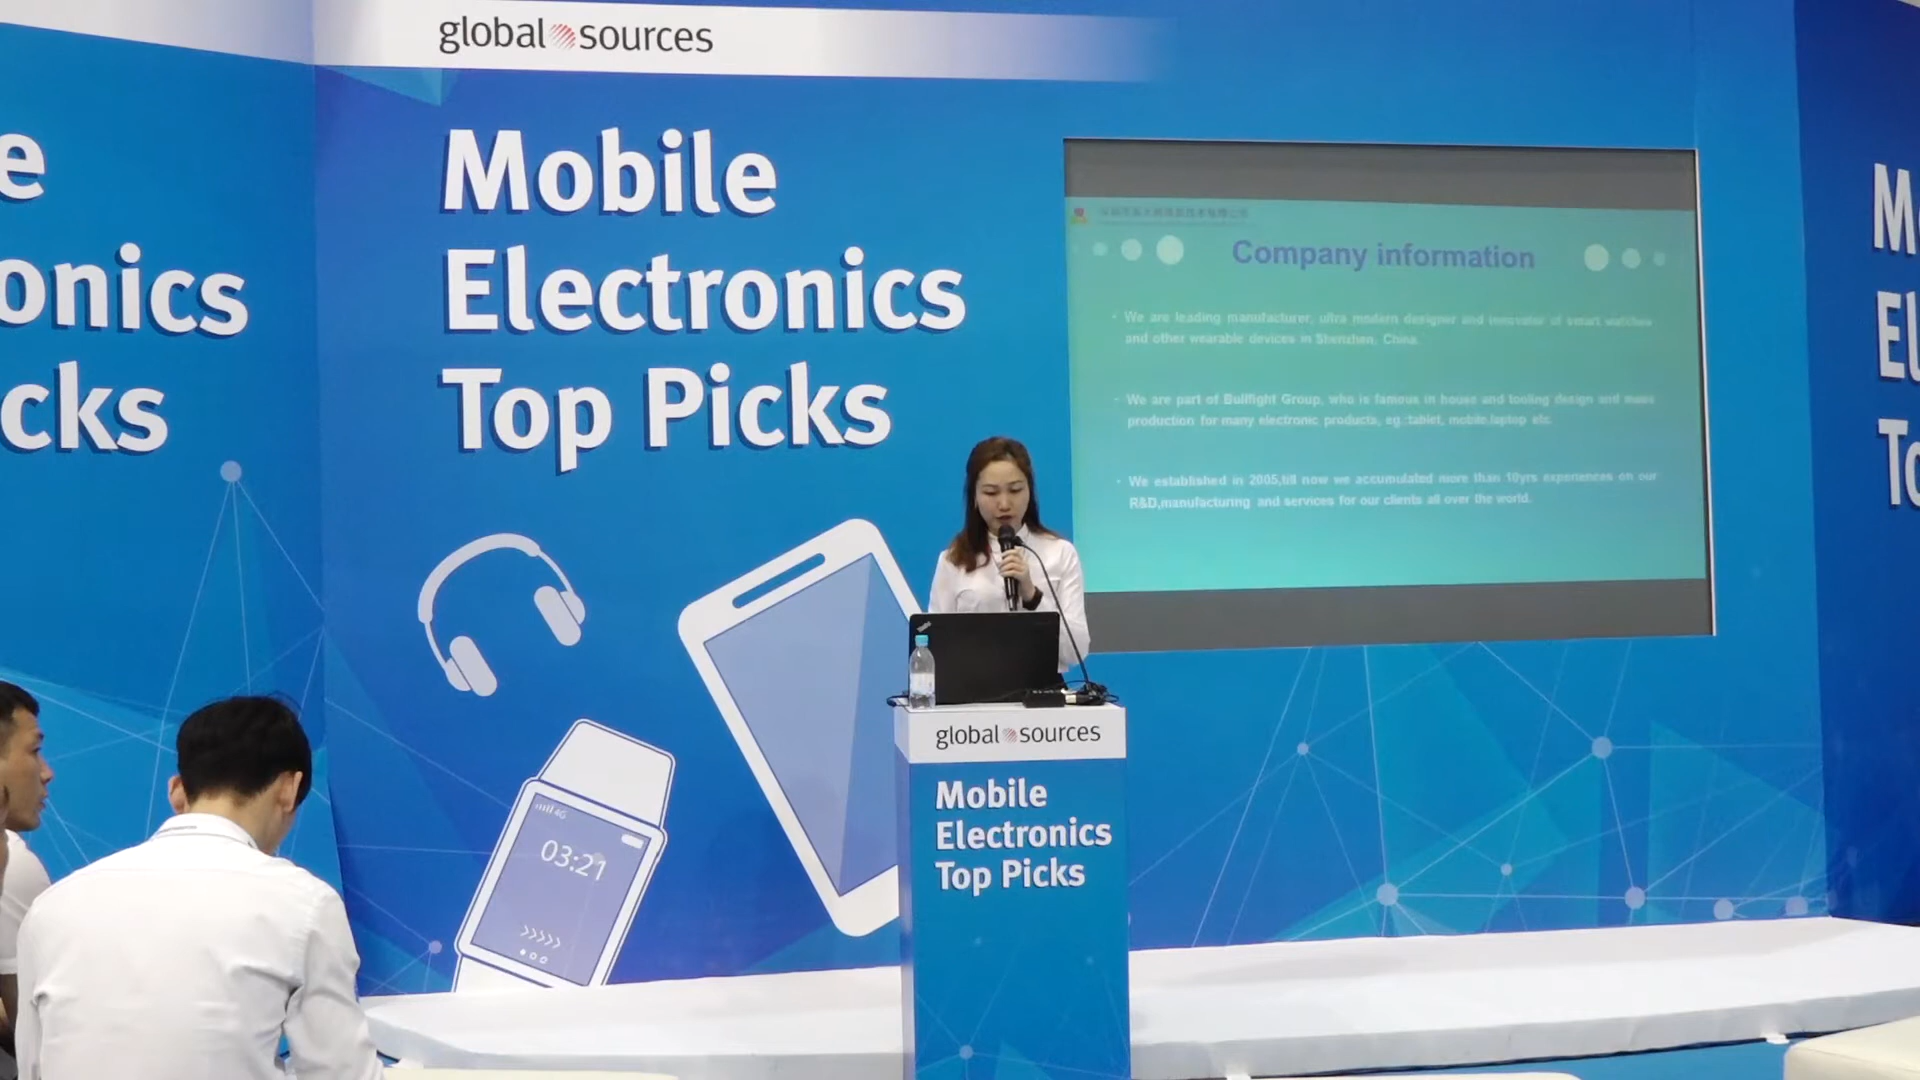 global sources
Mobile
Electronics
Top Picks
e
onics
cks
Company information
We are leading manufacturer, ultra modern designer and innovator of smart watches
and other wearable devices in Shenzhen, China.
We are part of Bullfight Group, who is famous in house and tooling design and mass
production for many electronic products, eg.:tablet, mobile,laptop etc.
We established in 2005,till now we accumulated more than 10yrs experiences on our
R&D,manufacturing and services for our clients all over the world.
M
El
To
4G
03:21
global sources
Mobile
Electronics
Top Picks